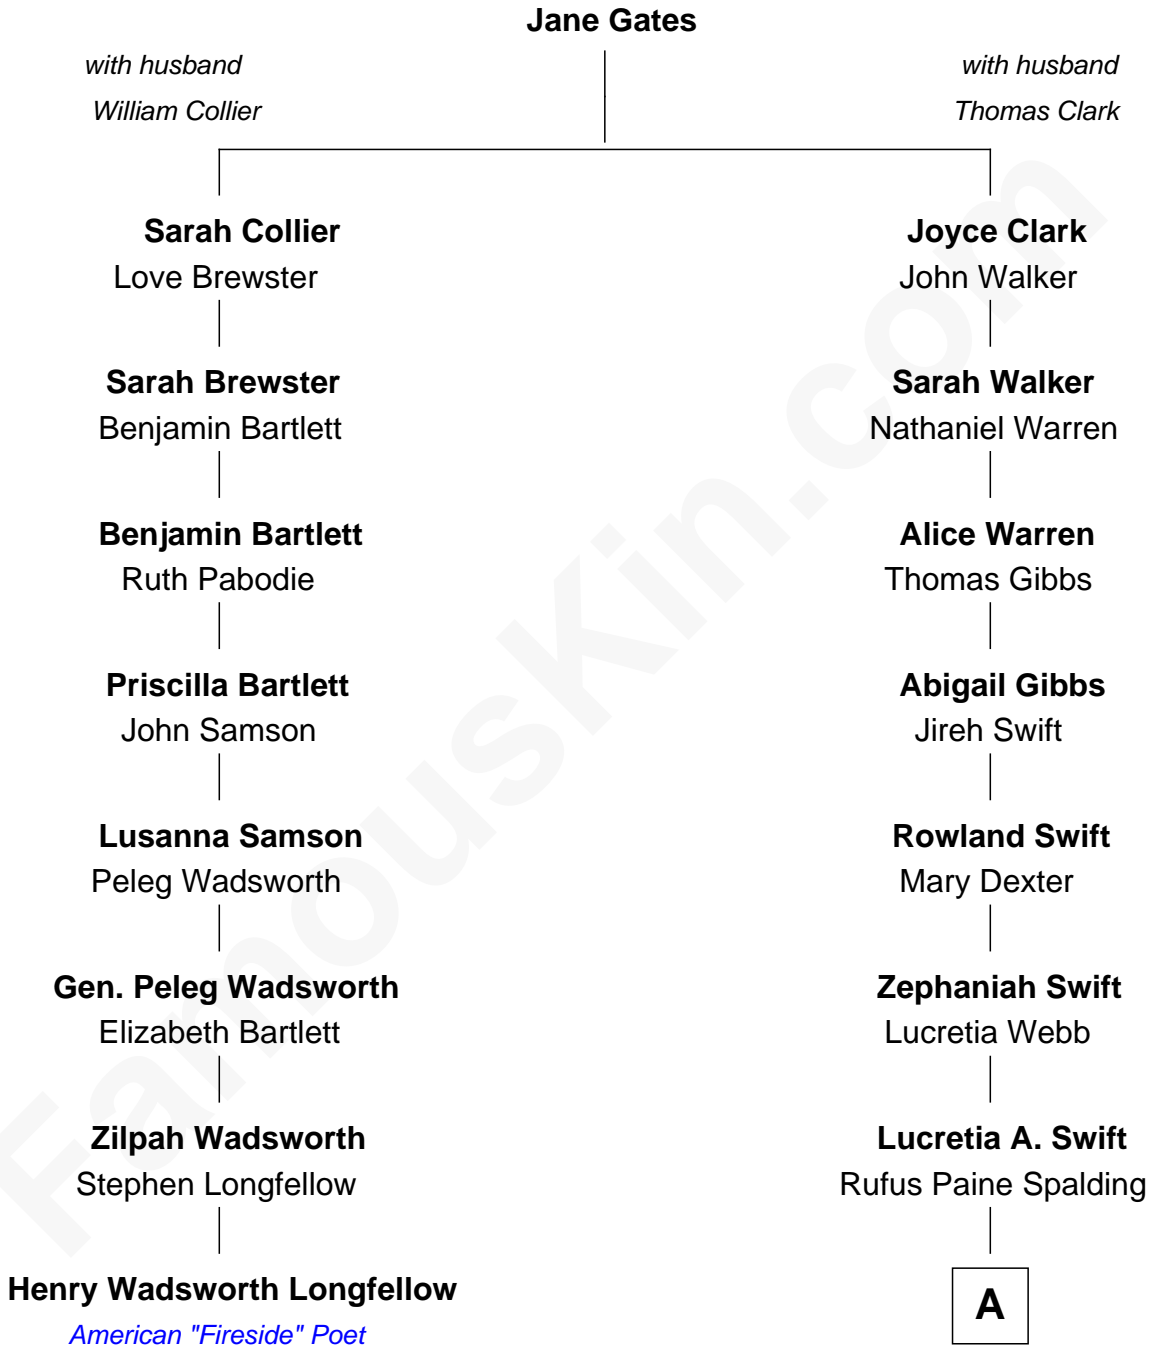 Jane Gates
with husband
William Collier
with husband
Thomas Clark
Sarah Collier
Love Brewster
Joyce Clark
John Walker
Sarah Brewster
Benjamin Bartlett
Sarah Walker
Nathaniel Warren
Benjamin Bartlett
Ruth Pabodie
Alice Warren
Thomas Gibbs
Priscilla Bartlett
John Samson
Abigail Gibbs
Jireh Swift
Lusanna Samson
Peleg Wadsworth
Rowland Swift
Mary Dexter
Gen. Peleg Wadsworth
Elizabeth Bartlett
Zephaniah Swift
Lucretia Webb
Zilpah Wadsworth
Stephen Longfellow
Lucretia A. Swift
Rufus Paine Spalding
Henry Wadsworth Longfellow
American "Fireside" Poet
A
FamousKin.com